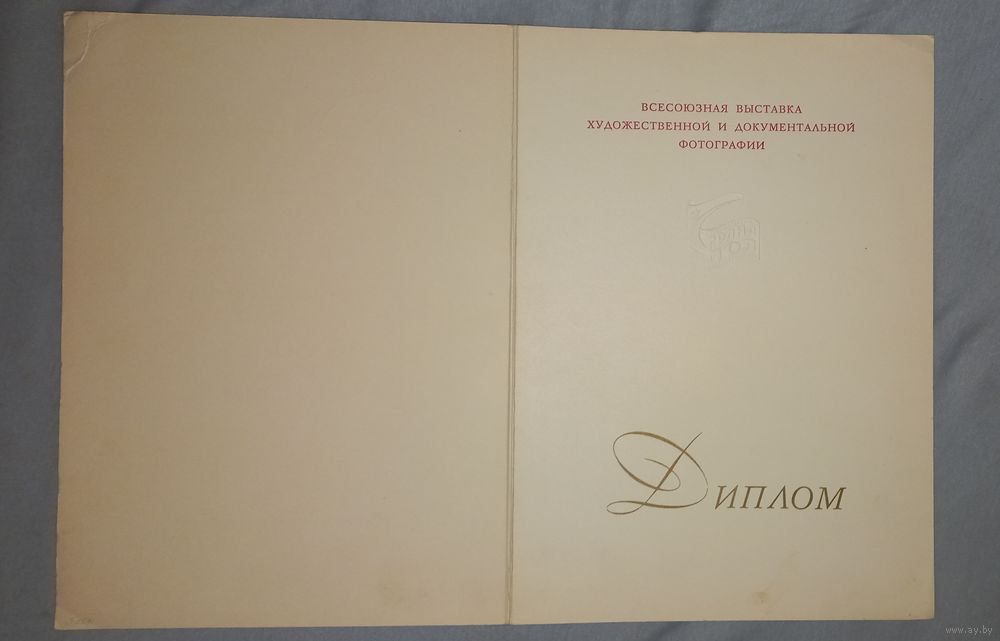 ВСЕСОЮЗНАЯ ВЫСТАВКА
ХУДОЖЕСТВЕННОЙ И ДОКУМЕНТАЛЬНОЙ
ФОТОГРАФИИ
ДИПЛОМ
www.ay.by